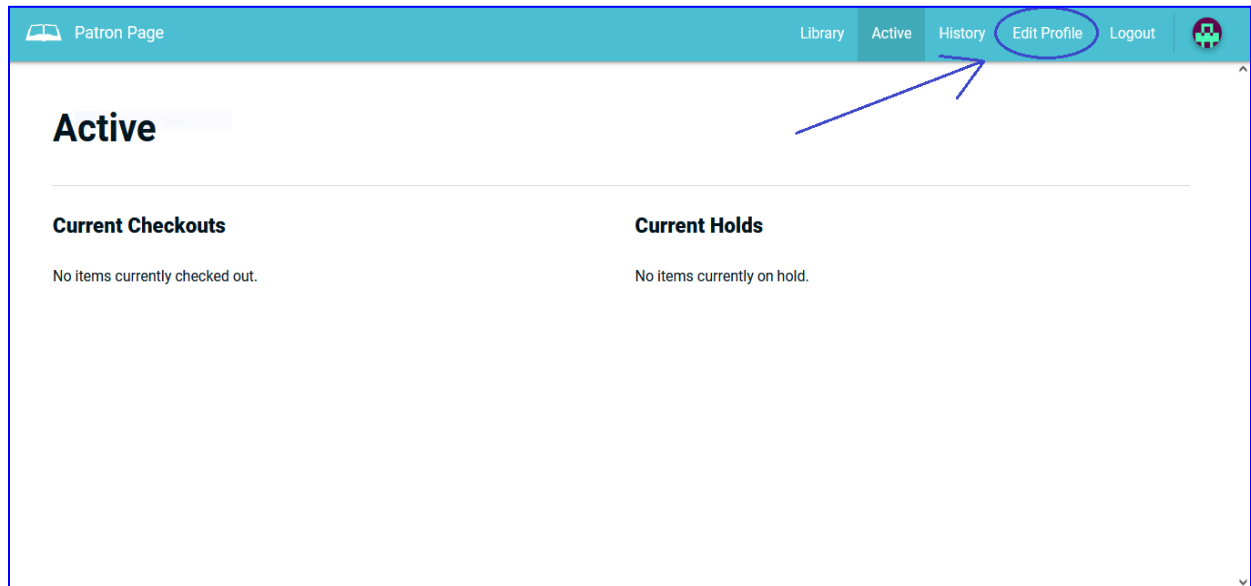 Patron Page
Library Active History Edit Profile Logout
Active
Current Checkouts
Current Holds
No items currently checked out.
No items currently on hold.